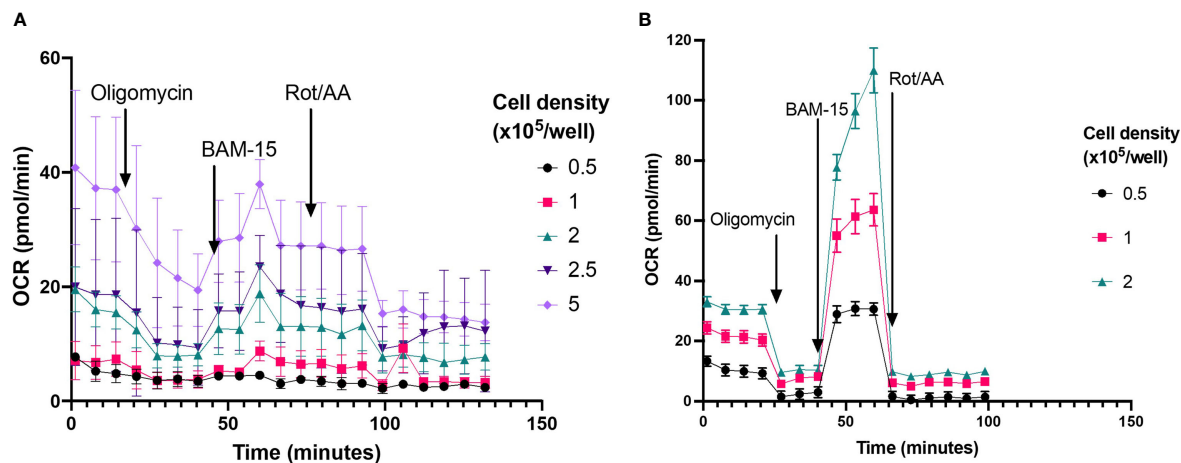 A
OCR (pmol/min)
60
40
20
0
0
50
100
150
Time (minutes)
Oligomycin
BAM-15
Rot/AA
Cell density
(x10⁵/well)
0.5
1
2
2.5
5
B
OCR (pmol/min)
120
100
80
60
40
20
0
0
50
100
150
Time (minutes)
Oligomycin
BAM-15
Rot/AA
Cell density
(x10⁵/well)
0.5
1
2